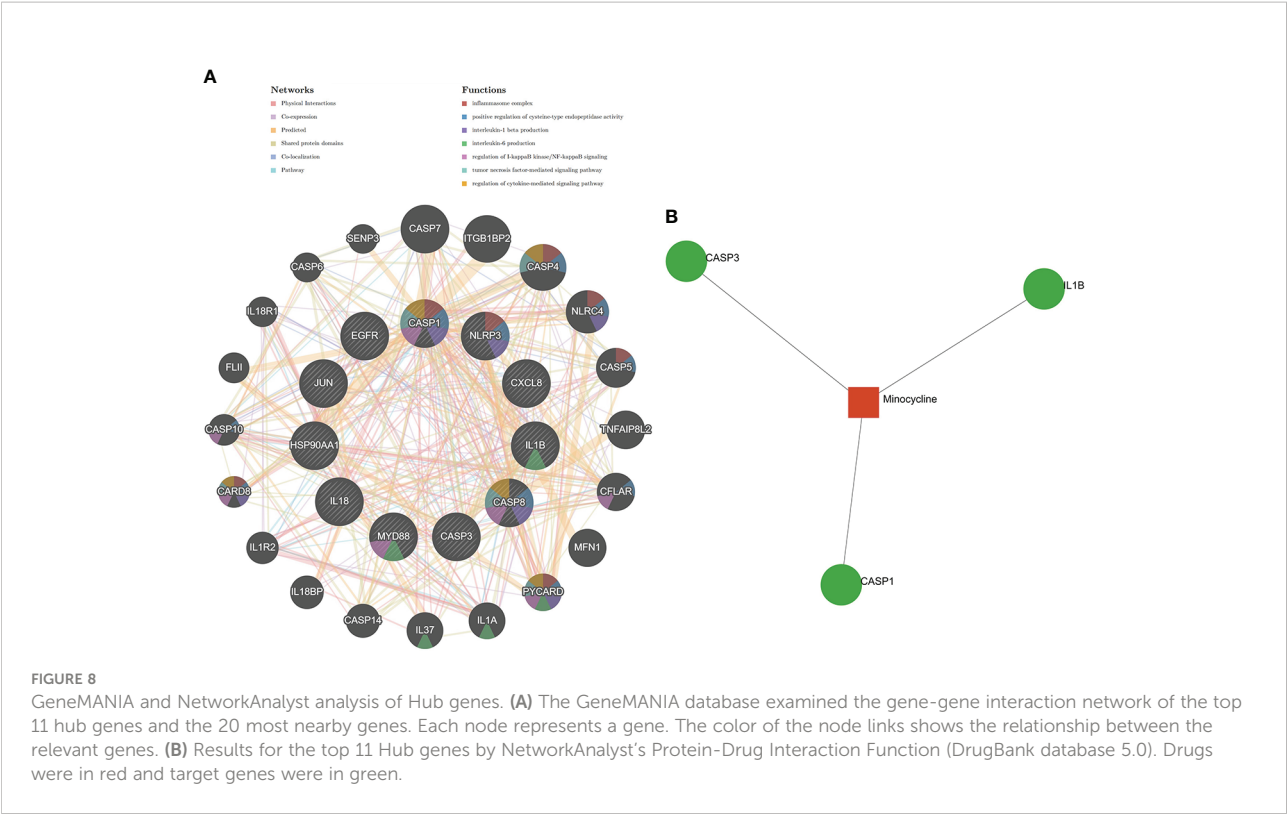 A
Networks
Physical Interactions
Co-expression
Predicted
Shared protein domains
Co-localization
Pathway
Functions
inflammasome complex
positive regulation of cysteine-type endopeptidase activity
interleukin-1 beta production
interleukin-6 production
regulation of I-kappaB kinase/NF-kappaB signaling
tumor necrosis factor-mediated signaling pathway
regulation of cytokine-mediated signaling pathway
CASP7
SENP3
ITGB1BP2
CASP6
CASP4
IL18R1
NLRC4
CASP1
EGFR
NLRP3
FLII
CASP5
JUN
CXCL8
CASP10
TNFAIP8L2
HSP90AA1
IL1B
CARD8
CFLAR
IL18
CASP8
MYD88
CASP3
IL1R2
MFN1
IL18BP
PYCARD
CASP14
IL37
IL1A
B
CASP3
IL1B
Minocycline
CASP1
FIGURE 8
GeneMANIA and NetworkAnalyst analysis of Hub genes. (A) The GeneMANIA database examined the gene-gene interaction network of the top
11 hub genes and the 20 most nearby genes. Each node represents a gene. The color of the node links shows the relationship between the
relevant genes. (B) Results for the top 11 Hub genes by NetworkAnalyst's Protein-Drug Interaction Function (DrugBank database 5.0). Drugs
were in red and target genes were in green.